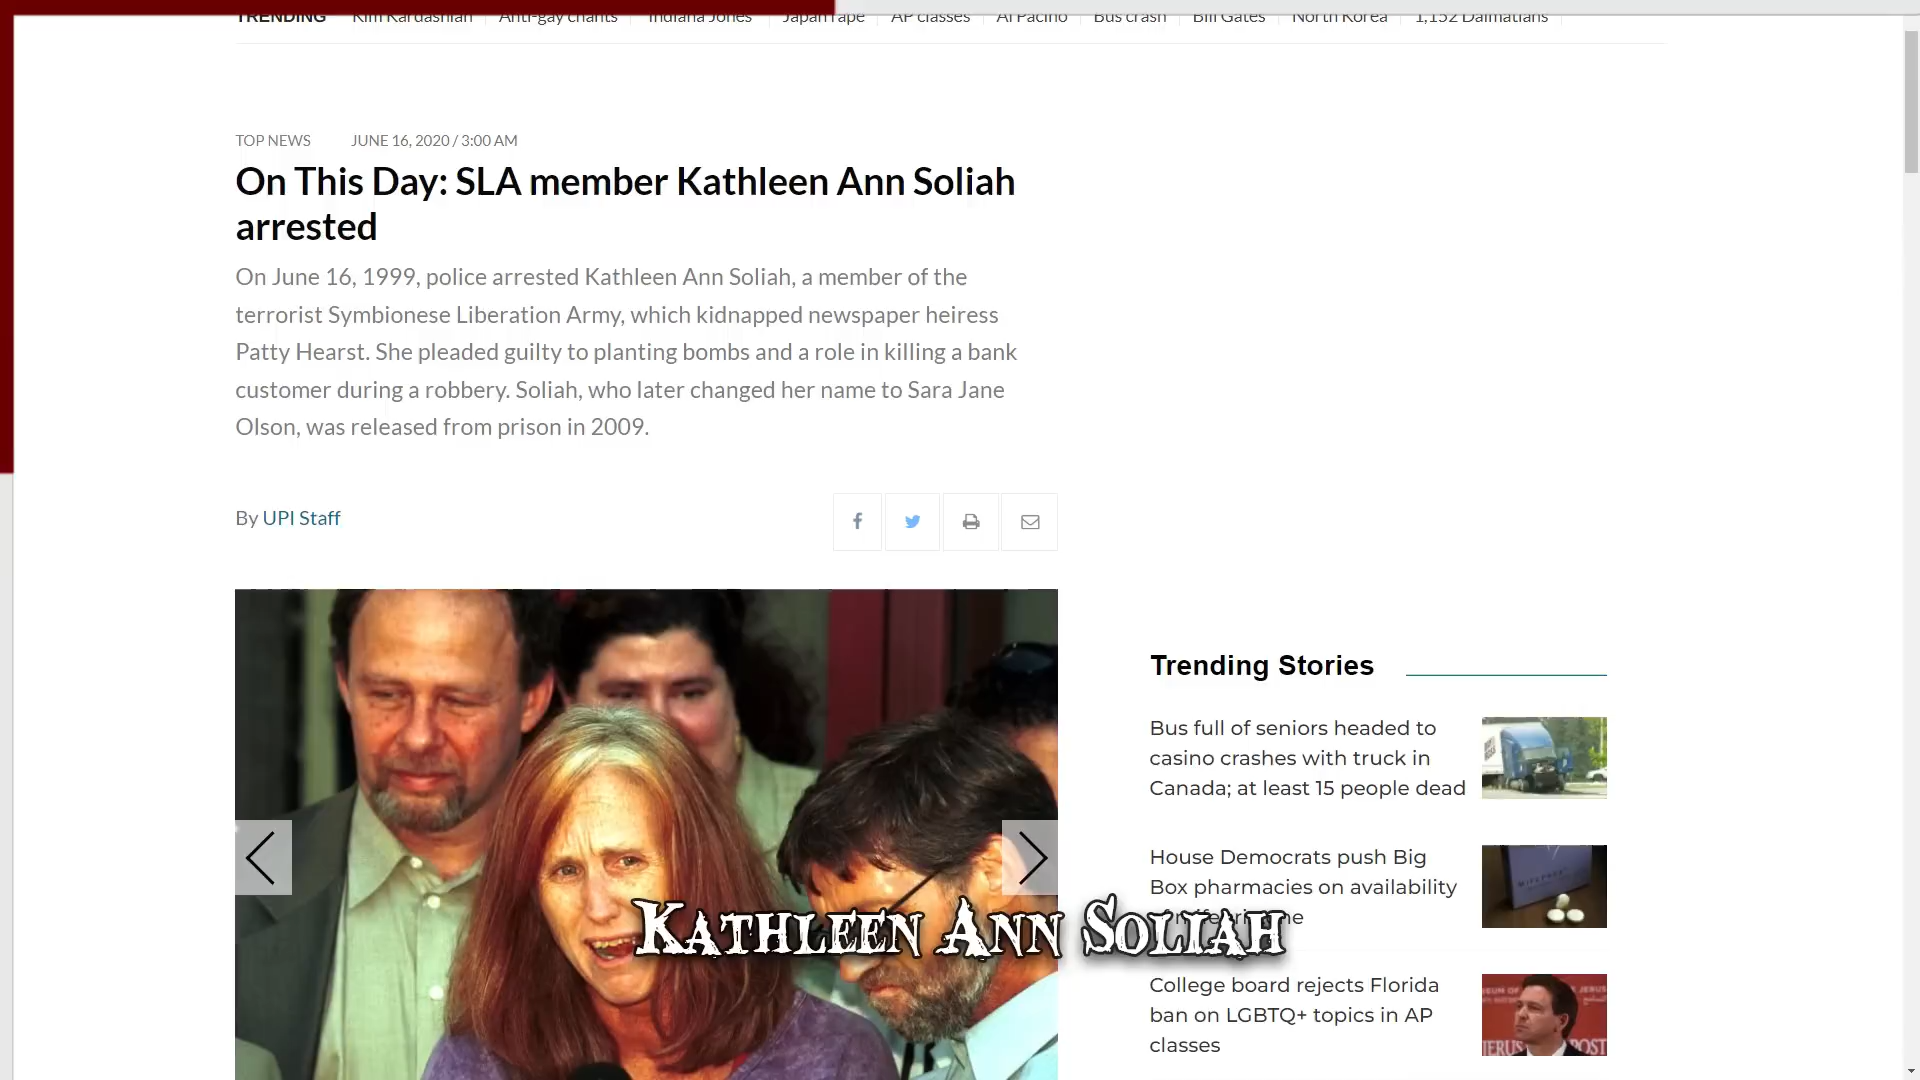 TRENDING Kim Kardashian Anti-gay chants Indiana Jones Japan rape AP classes Al Pacino Bus crash Bill Gates North Korea 1,152 Dalmatians
TOP NEWS JUNE 16, 2020 / 3:00 AM
On This Day: SLA member Kathleen Ann Soliah
arrested
On June 16, 1999, police arrested Kathleen Ann Soliah, a member of the
terrorist Symbionese Liberation Army, which kidnapped newspaper heiress
Patty Hearst. She pleaded guilty to planting bombs and a role in killing a bank
customer during a robbery. Soliah, who later changed her name to Sara Jane
Olson, was released from prison in 2009.
By UPI Staff
Trending Stories
Bus full of seniors headed to
casino crashes with truck in
Canada; at least 15 people dead
House Democrats push Big
Box pharmacies on availability
KATHLEEN ANN SOLIAH
College board rejects Florida
ban on LGBTQ+ topics in AP
classes
JERUS POST